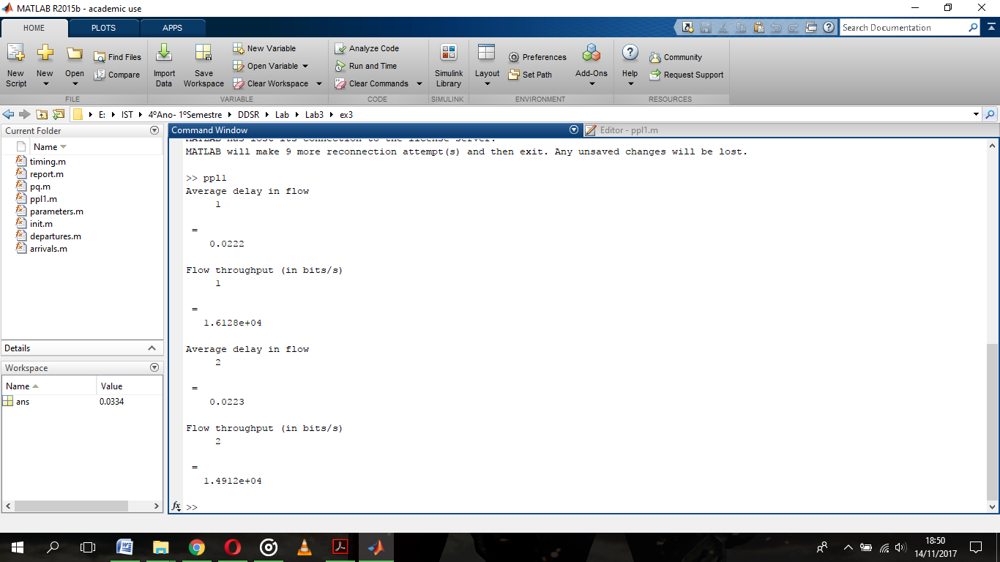 MATLAB R2015b - academic use
HOME PLOTS APPS
Search Documentation
New Script
New
Open
Find Files
Compare
Import Data
Save Workspace
New Variable
Open Variable
Clear Workspace
Analyze Code
Run and Time
Clear Commands
Simulink Library
Layout
Preferences
Set Path
Add-Ons
Help
Community
Request Support
FILE VARIABLE CODE SIMULINK ENVIRONMENT RESOURCES
E: IST 4ºAno- 1ºSemestre DDSR Lab Lab3 ex3
Current Folder
Name
timing.m
report.m
pq.m
ppl1.m
parameters.m
init.m
departures.m
arrivals.m
Details
Workspace
Name Value
ans 0.0334
Command Window
Editor - ppl1.m
MATLAB has lost its connection to the license server.
MATLAB will make 9 more reconnection attempt(s) and then exit. Any unsaved changes will be lost.
>> ppl1
Average delay in flow
1
=
0.0222
Flow throughput (in bits/s)
1
=
1.6128e+04
Average delay in flow
2
=
0.0223
Flow throughput (in bits/s)
2
=
1.4912e+04
fx >>
18:50
14/11/2017